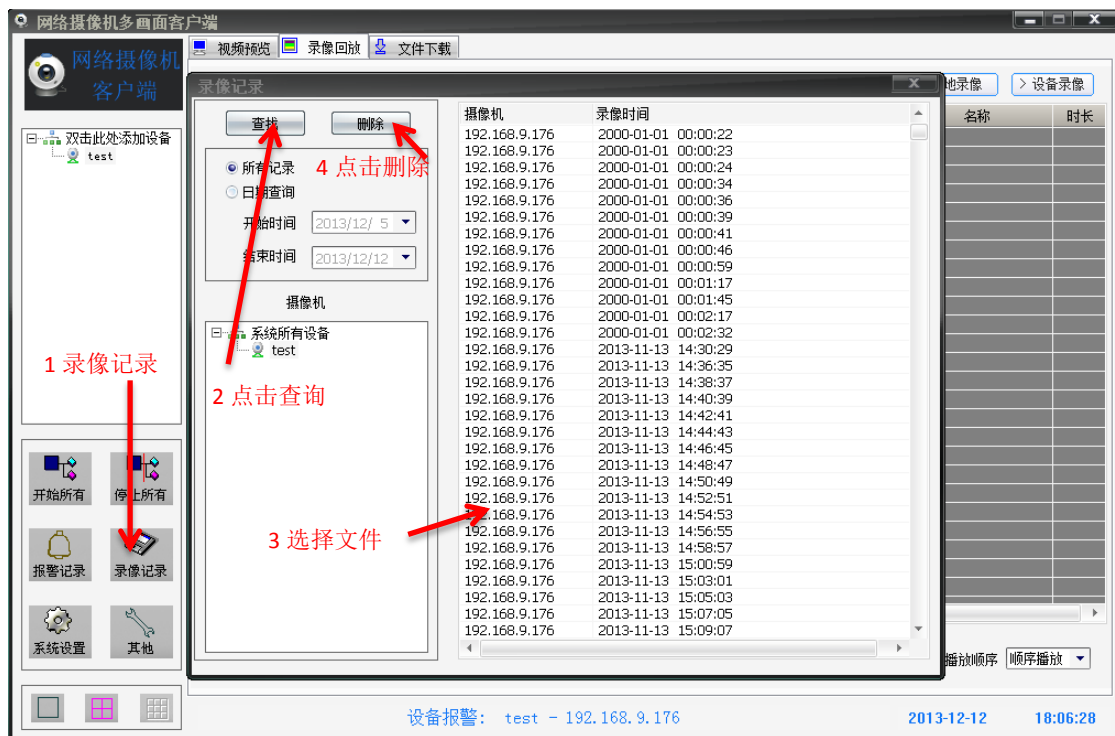 网络摄像机多画面客户端
网络摄像机
客户端
视频预览 录像回放 文件下载
地录像 > 设备录像
名称 时长
双击此处添加设备
test
录像记录
查找 删除
4 点击删除
所有记录
日期查询
开始时间 2013/12/ 5
结束时间 2013/12/12
摄像机
系统所有设备
test
1 录像记录
2 点击查询
3 选择文件
摄像机 录像时间
192.168.9.176 2000-01-01 00:00:22
192.168.9.176 2000-01-01 00:00:23
192.168.9.176 2000-01-01 00:00:24
192.168.9.176 2000-01-01 00:00:34
192.168.9.176 2000-01-01 00:00:36
192.168.9.176 2000-01-01 00:00:39
192.168.9.176 2000-01-01 00:00:41
192.168.9.176 2000-01-01 00:00:46
192.168.9.176 2000-01-01 00:00:59
192.168.9.176 2000-01-01 00:01:17
192.168.9.176 2000-01-01 00:01:45
192.168.9.176 2000-01-01 00:02:17
192.168.9.176 2000-01-01 00:02:32
192.168.9.176 2013-11-13 14:30:29
192.168.9.176 2013-11-13 14:36:35
192.168.9.176 2013-11-13 14:38:37
192.168.9.176 2013-11-13 14:40:39
192.168.9.176 2013-11-13 14:42:41
192.168.9.176 2013-11-13 14:44:43
192.168.9.176 2013-11-13 14:46:45
192.168.9.176 2013-11-13 14:48:47
192.168.9.176 2013-11-13 14:50:49
192.168.9.176 2013-11-13 14:52:51
192.168.9.176 2013-11-13 14:54:53
192.168.9.176 2013-11-13 14:56:55
192.168.9.176 2013-11-13 14:58:57
192.168.9.176 2013-11-13 15:00:59
192.168.9.176 2013-11-13 15:03:01
192.168.9.176 2013-11-13 15:05:03
192.168.9.176 2013-11-13 15:07:05
192.168.9.176 2013-11-13 15:09:07
开始所有 停止所有
报警记录 录像记录
系统设置 其他
播放顺序 顺序播放
设备报警: test - 192.168.9.176 2013-12-12 18:06:28